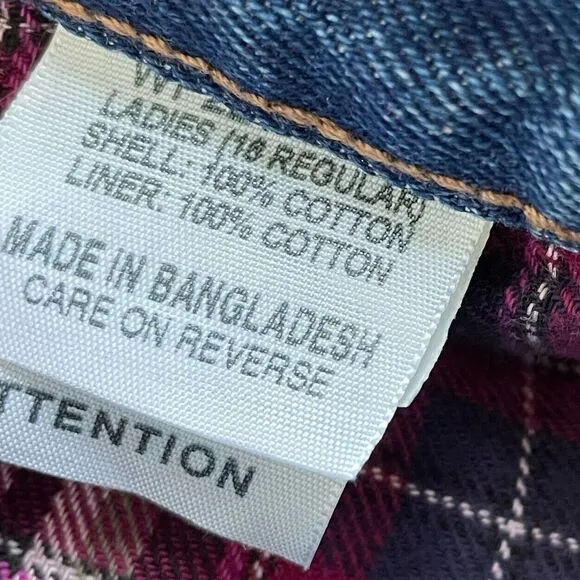 LADIES (16 REGULAR)
SHELL: 100% COTTON
LINER: 100% COTTON
MADE IN BANGLADESH
CARE ON REVERSE
TTENTION